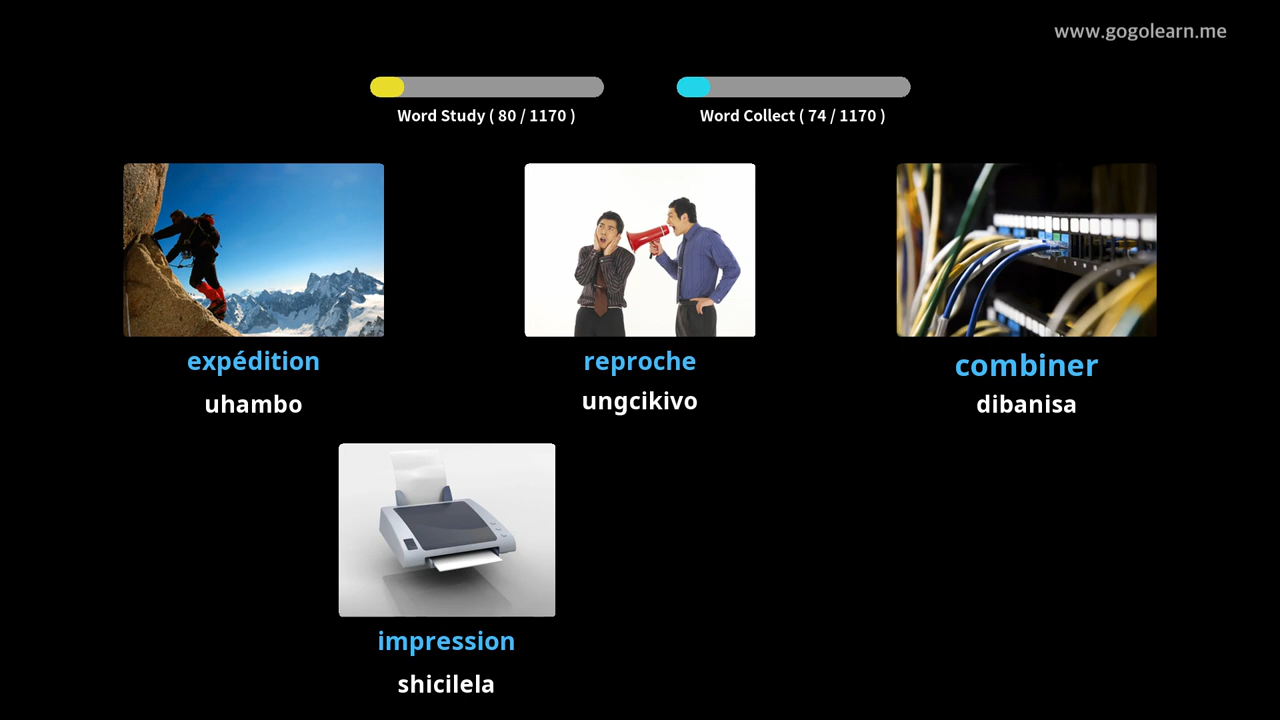 www.gogolearn.me
Word Study ( 80 / 1170 )
Word Collect ( 74 / 1170 )
expédition
uhambo
reproche
ungcikivo
combiner
dibanisa
impression
shicilela